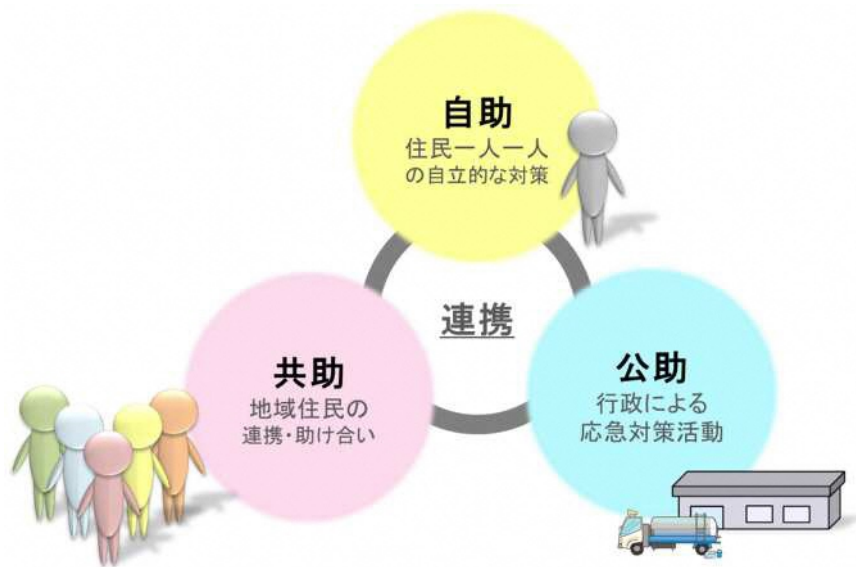 自助
住民一人一人
の自立的な対策
連携
共助
地域住民の
連携・助け合い
公助
行政による
応急対策活動